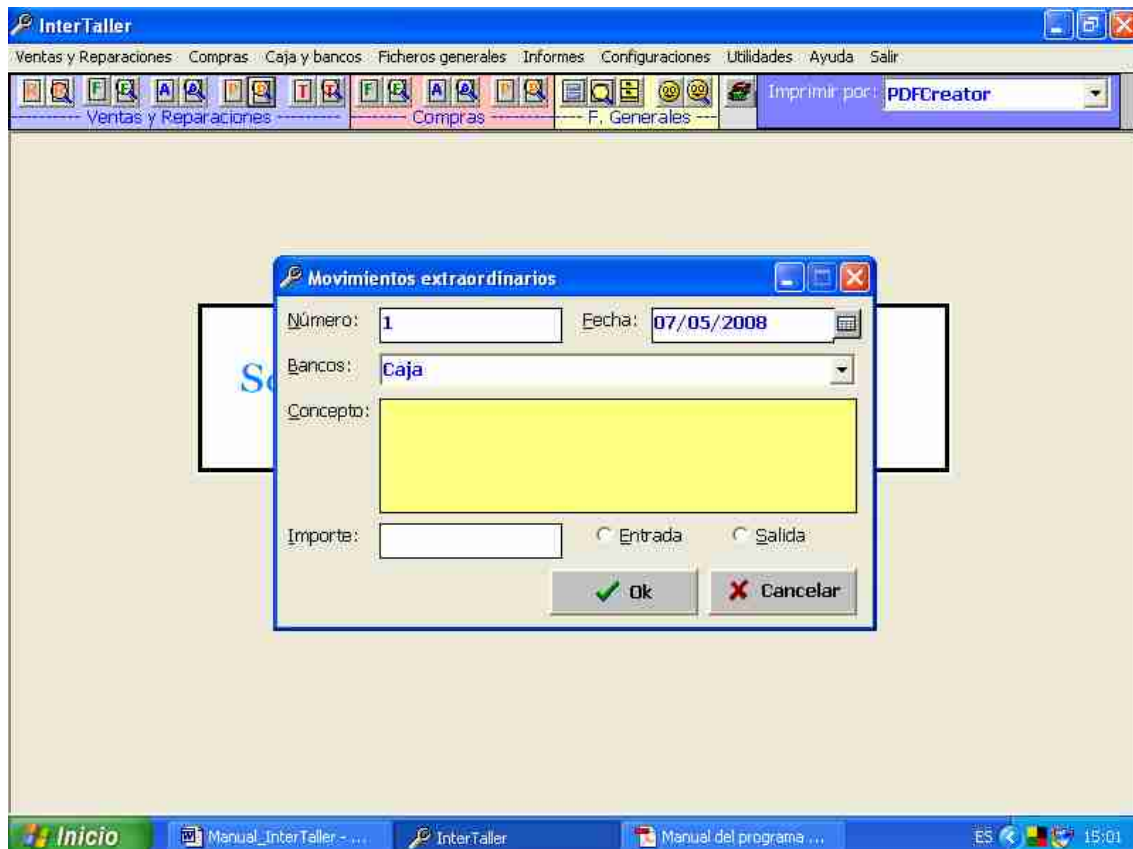 InterTaller
Ventas y Reparaciones Compras Caja y bancos Ficheros generales Informes Configuraciones Utilidades Ayuda Salir
R R F F A A P P T T F F A A P P Imprimir por: PDFCreator
---------- Ventas y Reparaciones --------- --------- Compras --------- ---- F. Generales ---
Movimientos extraordinarios
Número: 1 Fecha: 07/05/2008
Bancos: Caja
S
Concepto:
Importe: Entrada Salida
Ok Cancelar
Inicio Manual_InterTaller - ... InterTaller Manual del programa ... ES 15:01